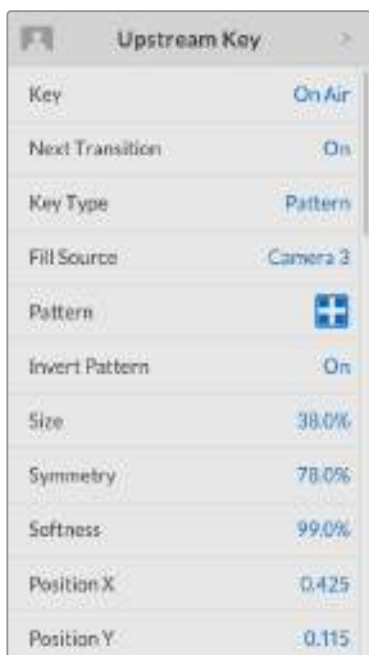 Upstream Key
Key On Air
Next Transition On
Key Type Pattern
Fill Source Camera 3
Pattern
Invert Pattern On
Size 38.0%
Symmetry 78.0%
Softness 99.0%
Position X 0.425
Position Y 0.115